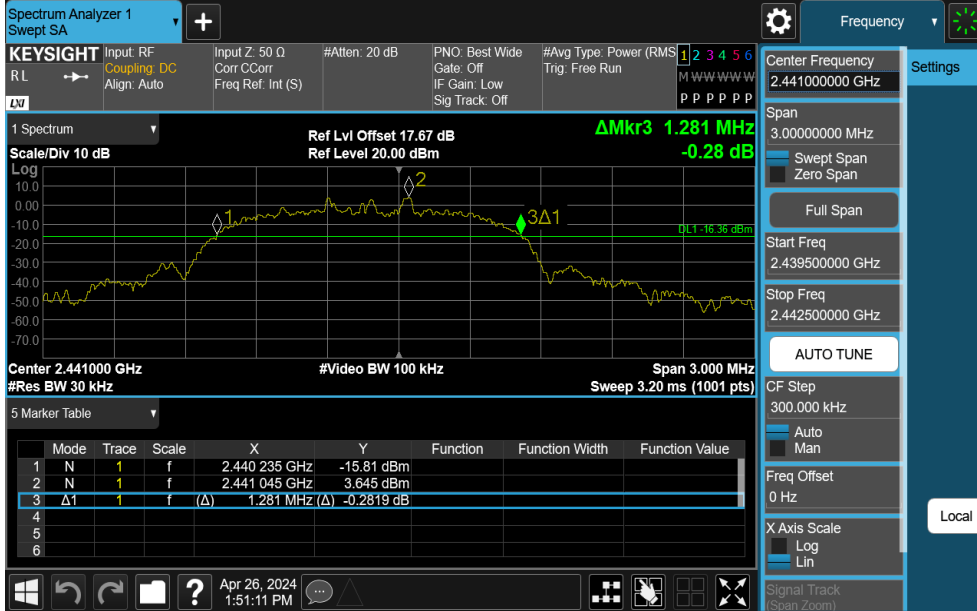 Spectrum Analyzer 1
Swept SA
+
Frequency
KEYSIGHT
RL
LXI
Input: RF
Coupling: DC
Align: Auto
Input Z: 50 Ω
Corr CCorr
Freq Ref: Int (S)
#Atten: 20 dB
PNO: Best Wide
Gate: Off
IF Gain: Low
Sig Track: Off
#Avg Type: Power (RMS
Trig: Free Run
1 2 3 4 5 6
M W W W W W
P P P P P P
1 Spectrum
Scale/Div 10 dB
Ref Lvl Offset 17.67 dB
Ref Level 20.00 dBm
ΔMkr3 1.281 MHz
-0.28 dB
Log
10.0
0.00
-10.0
-20.0
-30.0
-40.0
-50.0
-60.0
-70.0
1
2
3Δ1
DL1 -16.36 dBm
Center 2.441000 GHz
#Video BW 100 kHz
Span 3.000 MHz
#Res BW 30 kHz
Sweep 3.20 ms (1001 pts)
5 Marker Table
Mode Trace Scale X Y Function Function Width Function Value
1 N 1 f 2.440 235 GHz -15.81 dBm
2 N 1 f 2.441 045 GHz 3.645 dBm
3 Δ1 1 f (Δ) 1.281 MHz (Δ) -0.2819 dB
4
5
6
?
Apr 26, 2024
1:51:11 PM
Center Frequency
2.441000000 GHz
Settings
Span
3.00000000 MHz
Swept Span
Zero Span
Full Span
Start Freq
2.439500000 GHz
Stop Freq
2.442500000 GHz
AUTO TUNE
CF Step
300.000 kHz
Auto
Man
Freq Offset
0 Hz
Local
X Axis Scale
Log
Lin
Signal Track
(Span Zoom)